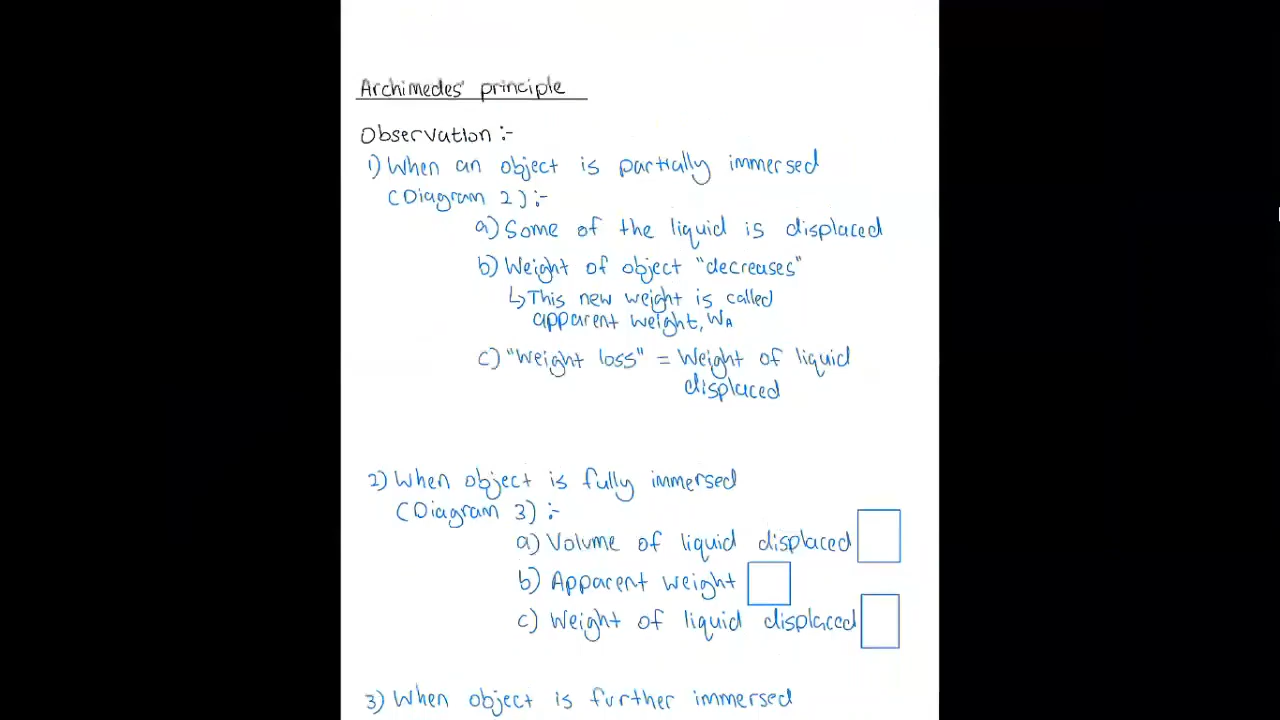 Archimedes' principle
Observation :-
1) When an object is partially immersed
(Diagram 2) :-
a) Some of the liquid is displaced
b) Weight of object "decreases"
↳ This new weight is called
apparent weight, WA
c) "Weight loss" = Weight of liquid
displaced
2) When object is fully immersed
(Diagram 3) :-
a) Volume of liquid displaced
b) Apparent weight
c) Weight of liquid displaced
3) When object is further immersed